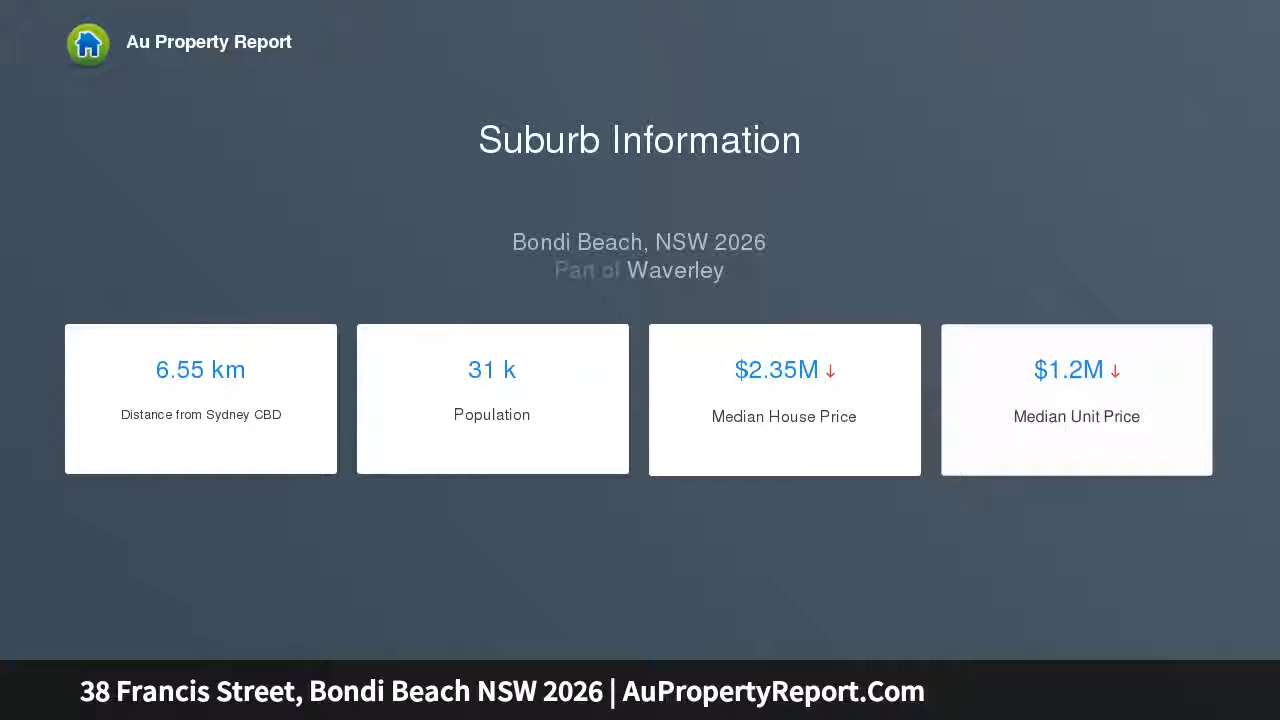 Au Property Report
Suburb Information
Bondi Beach, NSW 2026
Part of Waverley
6.55 km
Distance from Sydney CBD
31 k
Population
$2.35M ↓
Median House Price
$1.2M ↓
Median Unit Price
38 Francis Street, Bondi Beach NSW 2026 | AuPropertyReport.Com